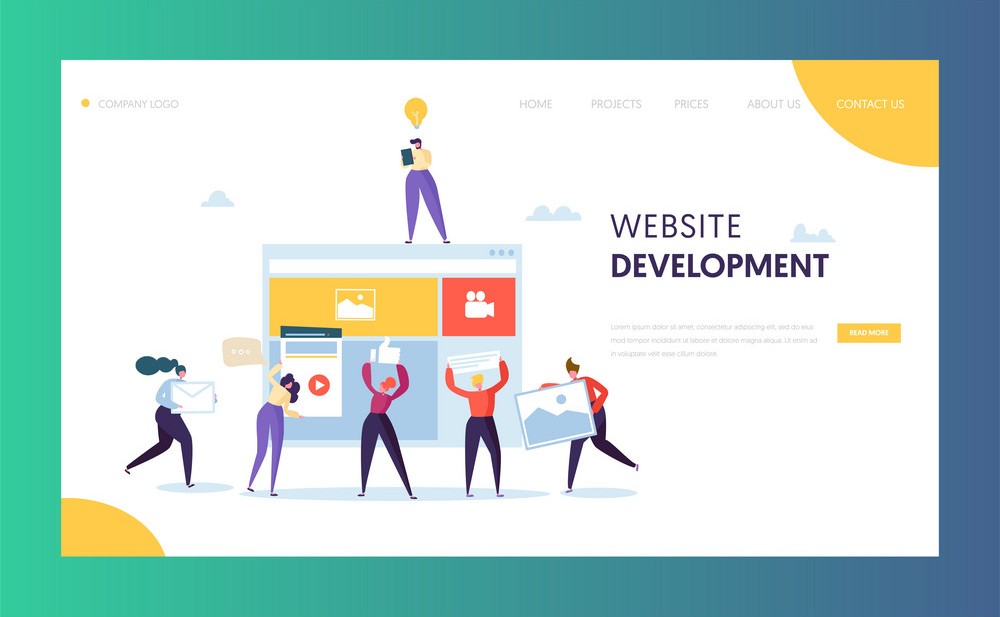 COMPANY LOGO
HOME PROJECTS PRICES ABOUT US CONTACT US
WEBSITE
DEVELOPMENT
Lorem ipsum dolor sit amet, consectetur adipiscing elit, sed do eiusmod
tempor incididunt ut labore et dolore magna aliqua. Ut enim ad
in voluptate velit esse cillum dolore.
READ MORE